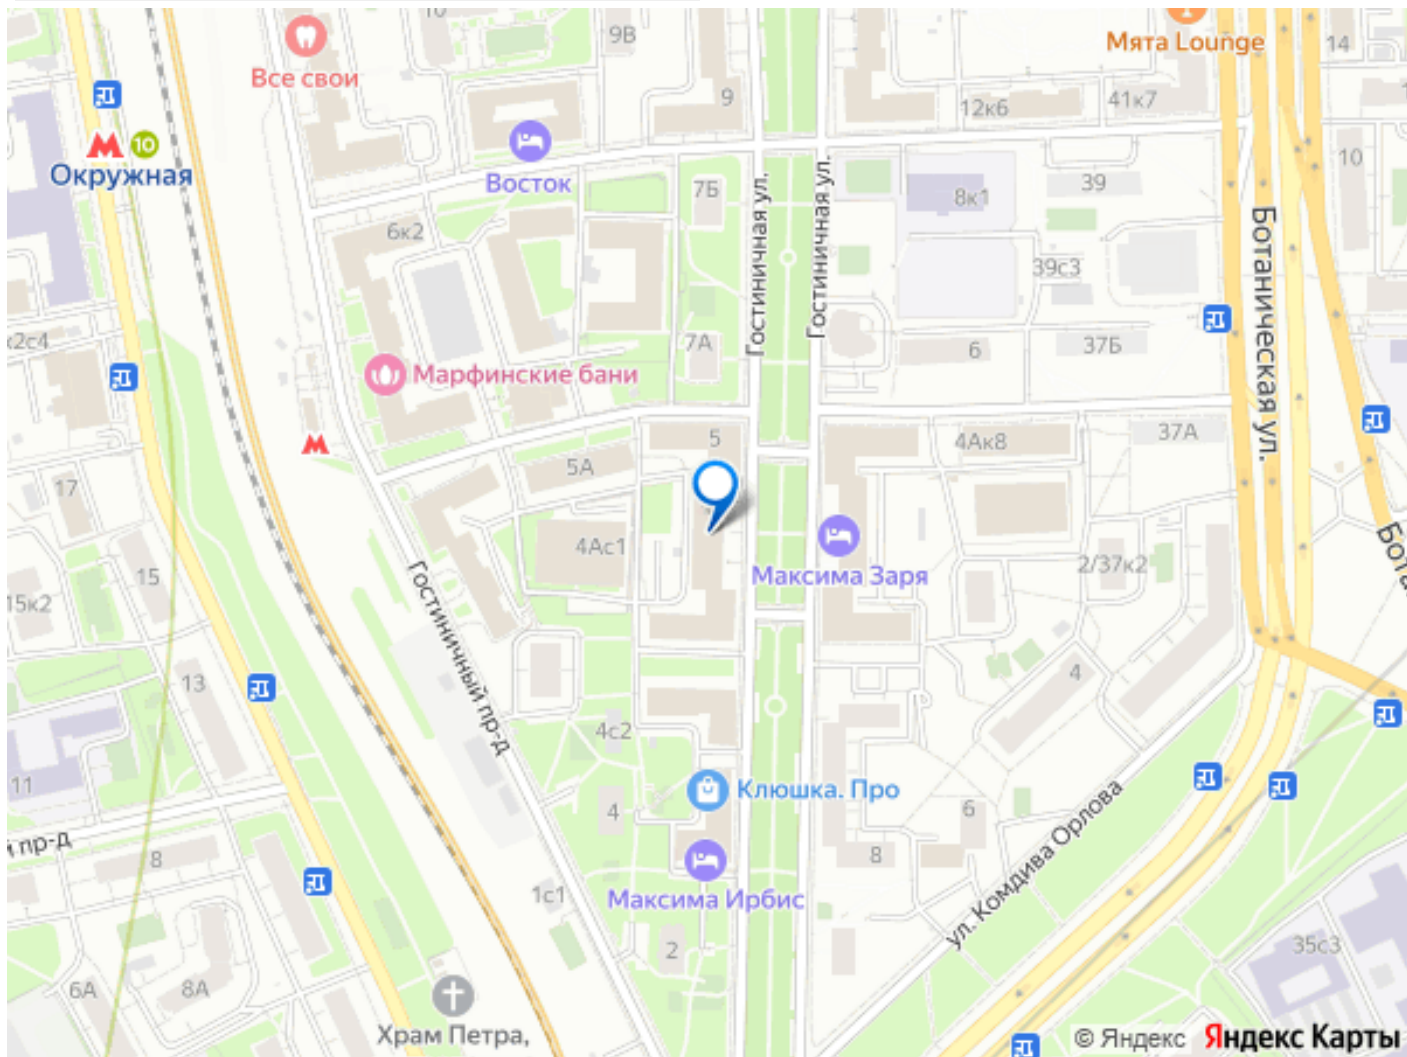 10
9В
Мята Lounge
14
Все свои
9
12к6
41к7
М 10
Окружная
10
Восток
7Б
8к1
39
6к2
Гостиничная ул.
Гостиничная ул.
Ботаническая ул.
39с3
к2с4
7А
6
37Б
Марфинские бани
М
5
4Ак8
37А
5А
17
4Ас1
Максима Заря
2/37к2
Бота
15
15к2
Гостиничный пр-д
13
4
4с2
11
Клюшка. Про
4
6
ул. Комдива Орлова
й пр-д
8
8
Максима Ирбис
1с1
2
35с3
6А
8А
Храм Петра,
© Яндекс Яндекс Карты